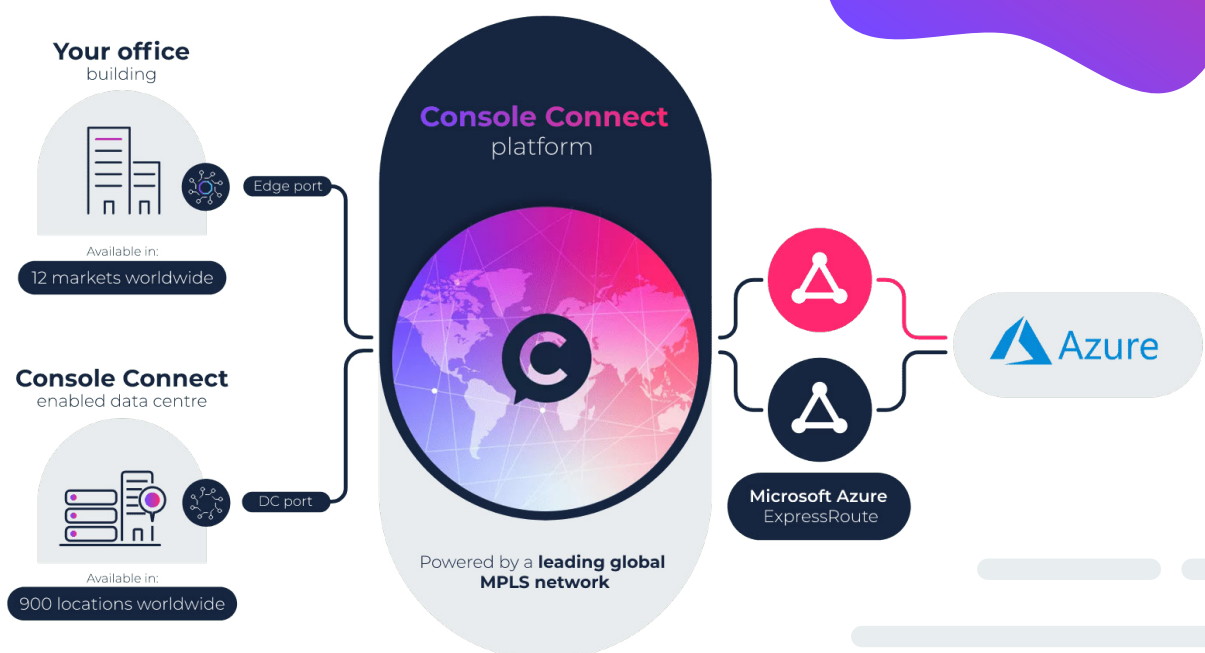 Your office
building
Edge port
Available in:
12 markets worldwide
Console Connect
enabled data centre
DC port
Available in:
900 locations worldwide
Console Connect
platform
C
Powered by a leading global
MPLS network
Microsoft Azure
ExpressRoute
Azure